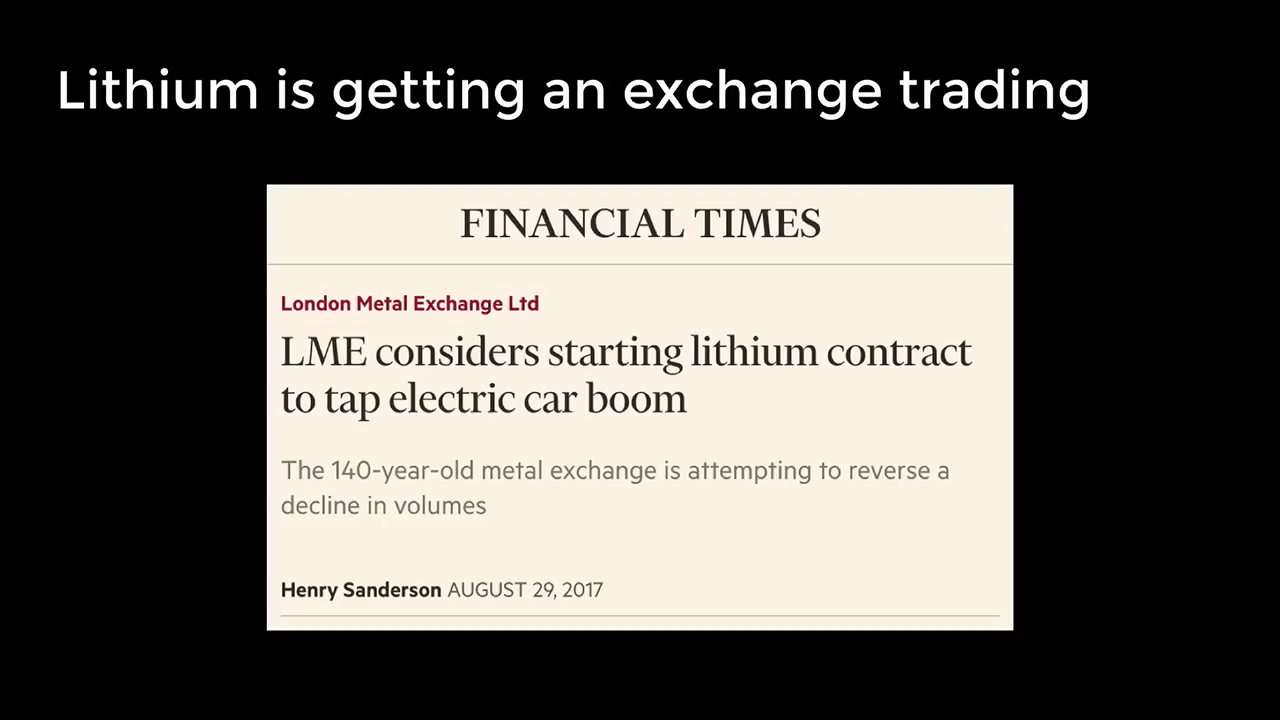 Lithium is getting an exchange trading
FINANCIAL TIMES
London Metal Exchange Ltd
LME considers starting lithium contract
to tap electric car boom
The 140-year-old metal exchange is attempting to reverse a
decline in volumes
Henry Sanderson AUGUST 29, 2017